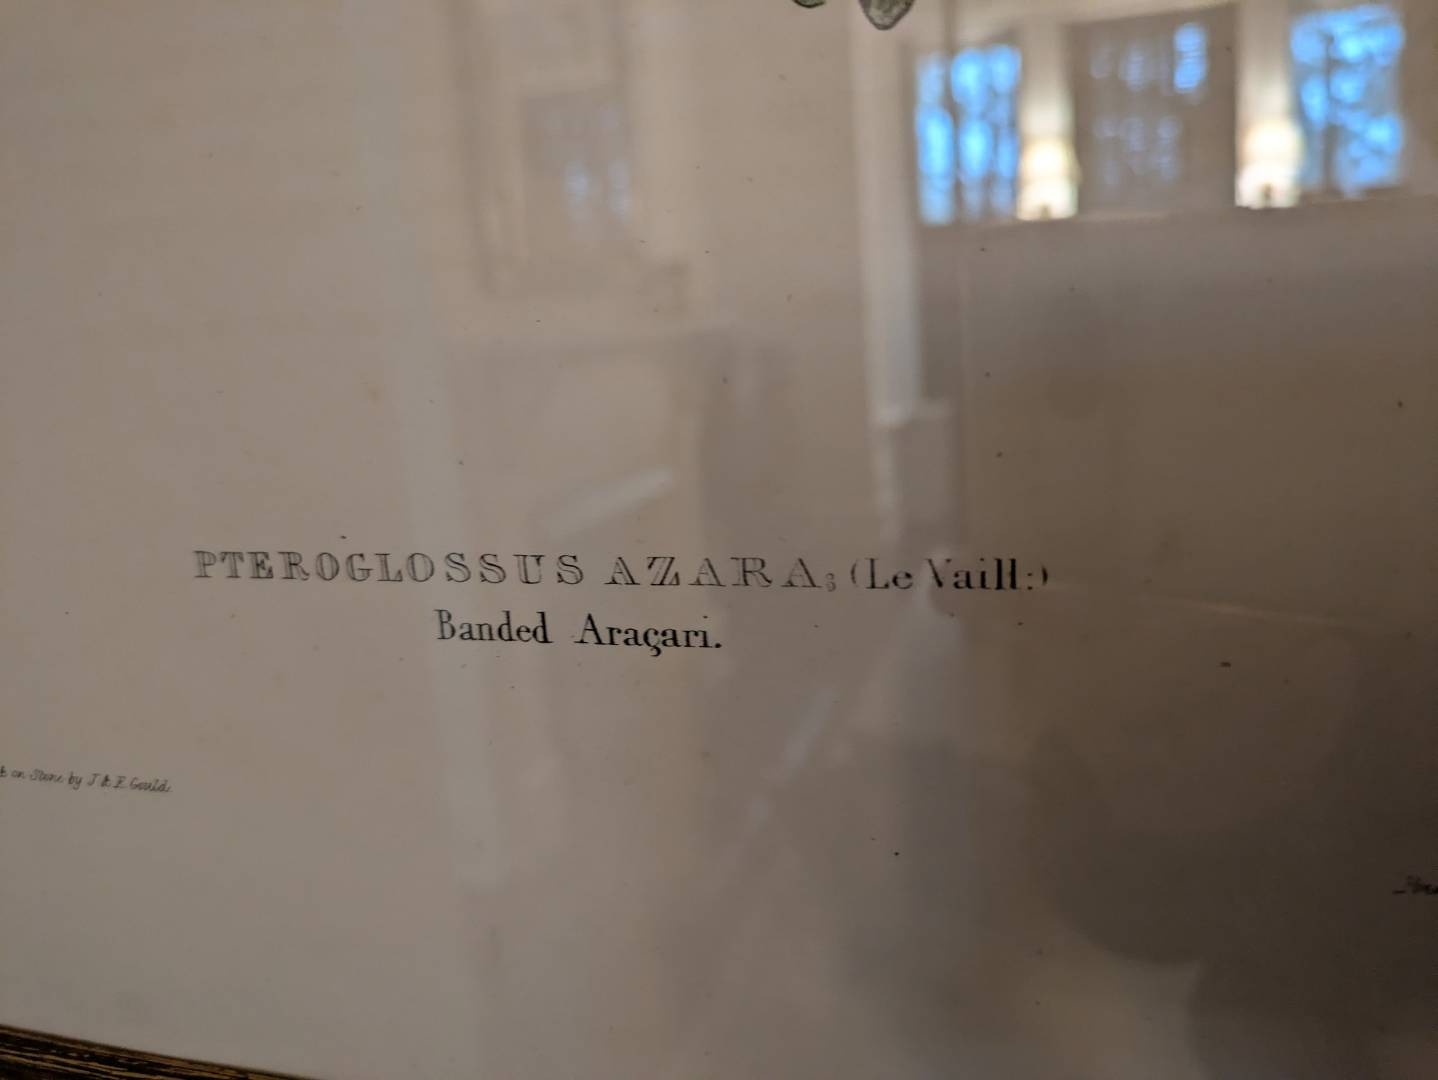 PTEROGLOSSUS AZARA; (Le Vaill:)
Banded Araçari.
on Stone by J & E Gould.